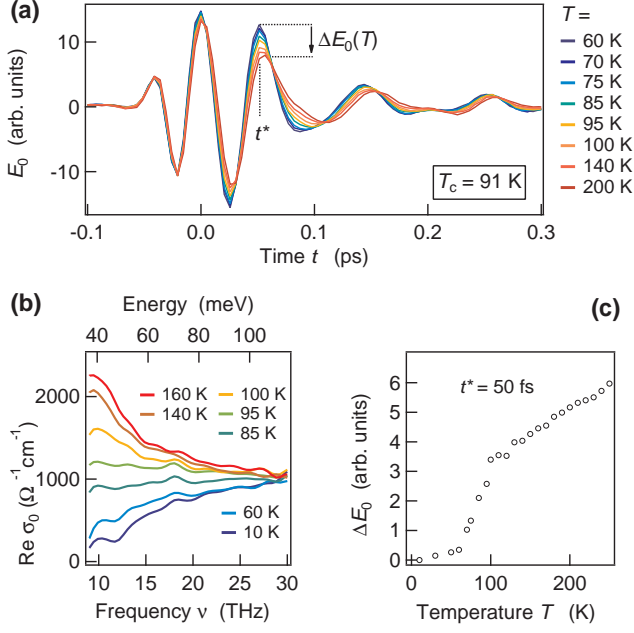 (a)
E₀ (arb. units)
10
0
-10
ΔE₀(T)
t*
T_c = 91 K
-0.1 0.0 0.1 0.2 0.3
Time t (ps)
T =
60 K
70 K
75 K
85 K
95 K
100 K
140 K
200 K
(b)
Energy (meV)
40 60 80 100
Re σ₀ (Ω⁻¹cm⁻¹)
2000
1000
0
160 K
140 K
100 K
95 K
85 K
60 K
10 K
10 15 20 25 30
Frequency ν (THz)
(c)
ΔE₀ (arb. units)
6
5
4
3
2
1
0
t* = 50 fs
0 100 200
Temperature T (K)